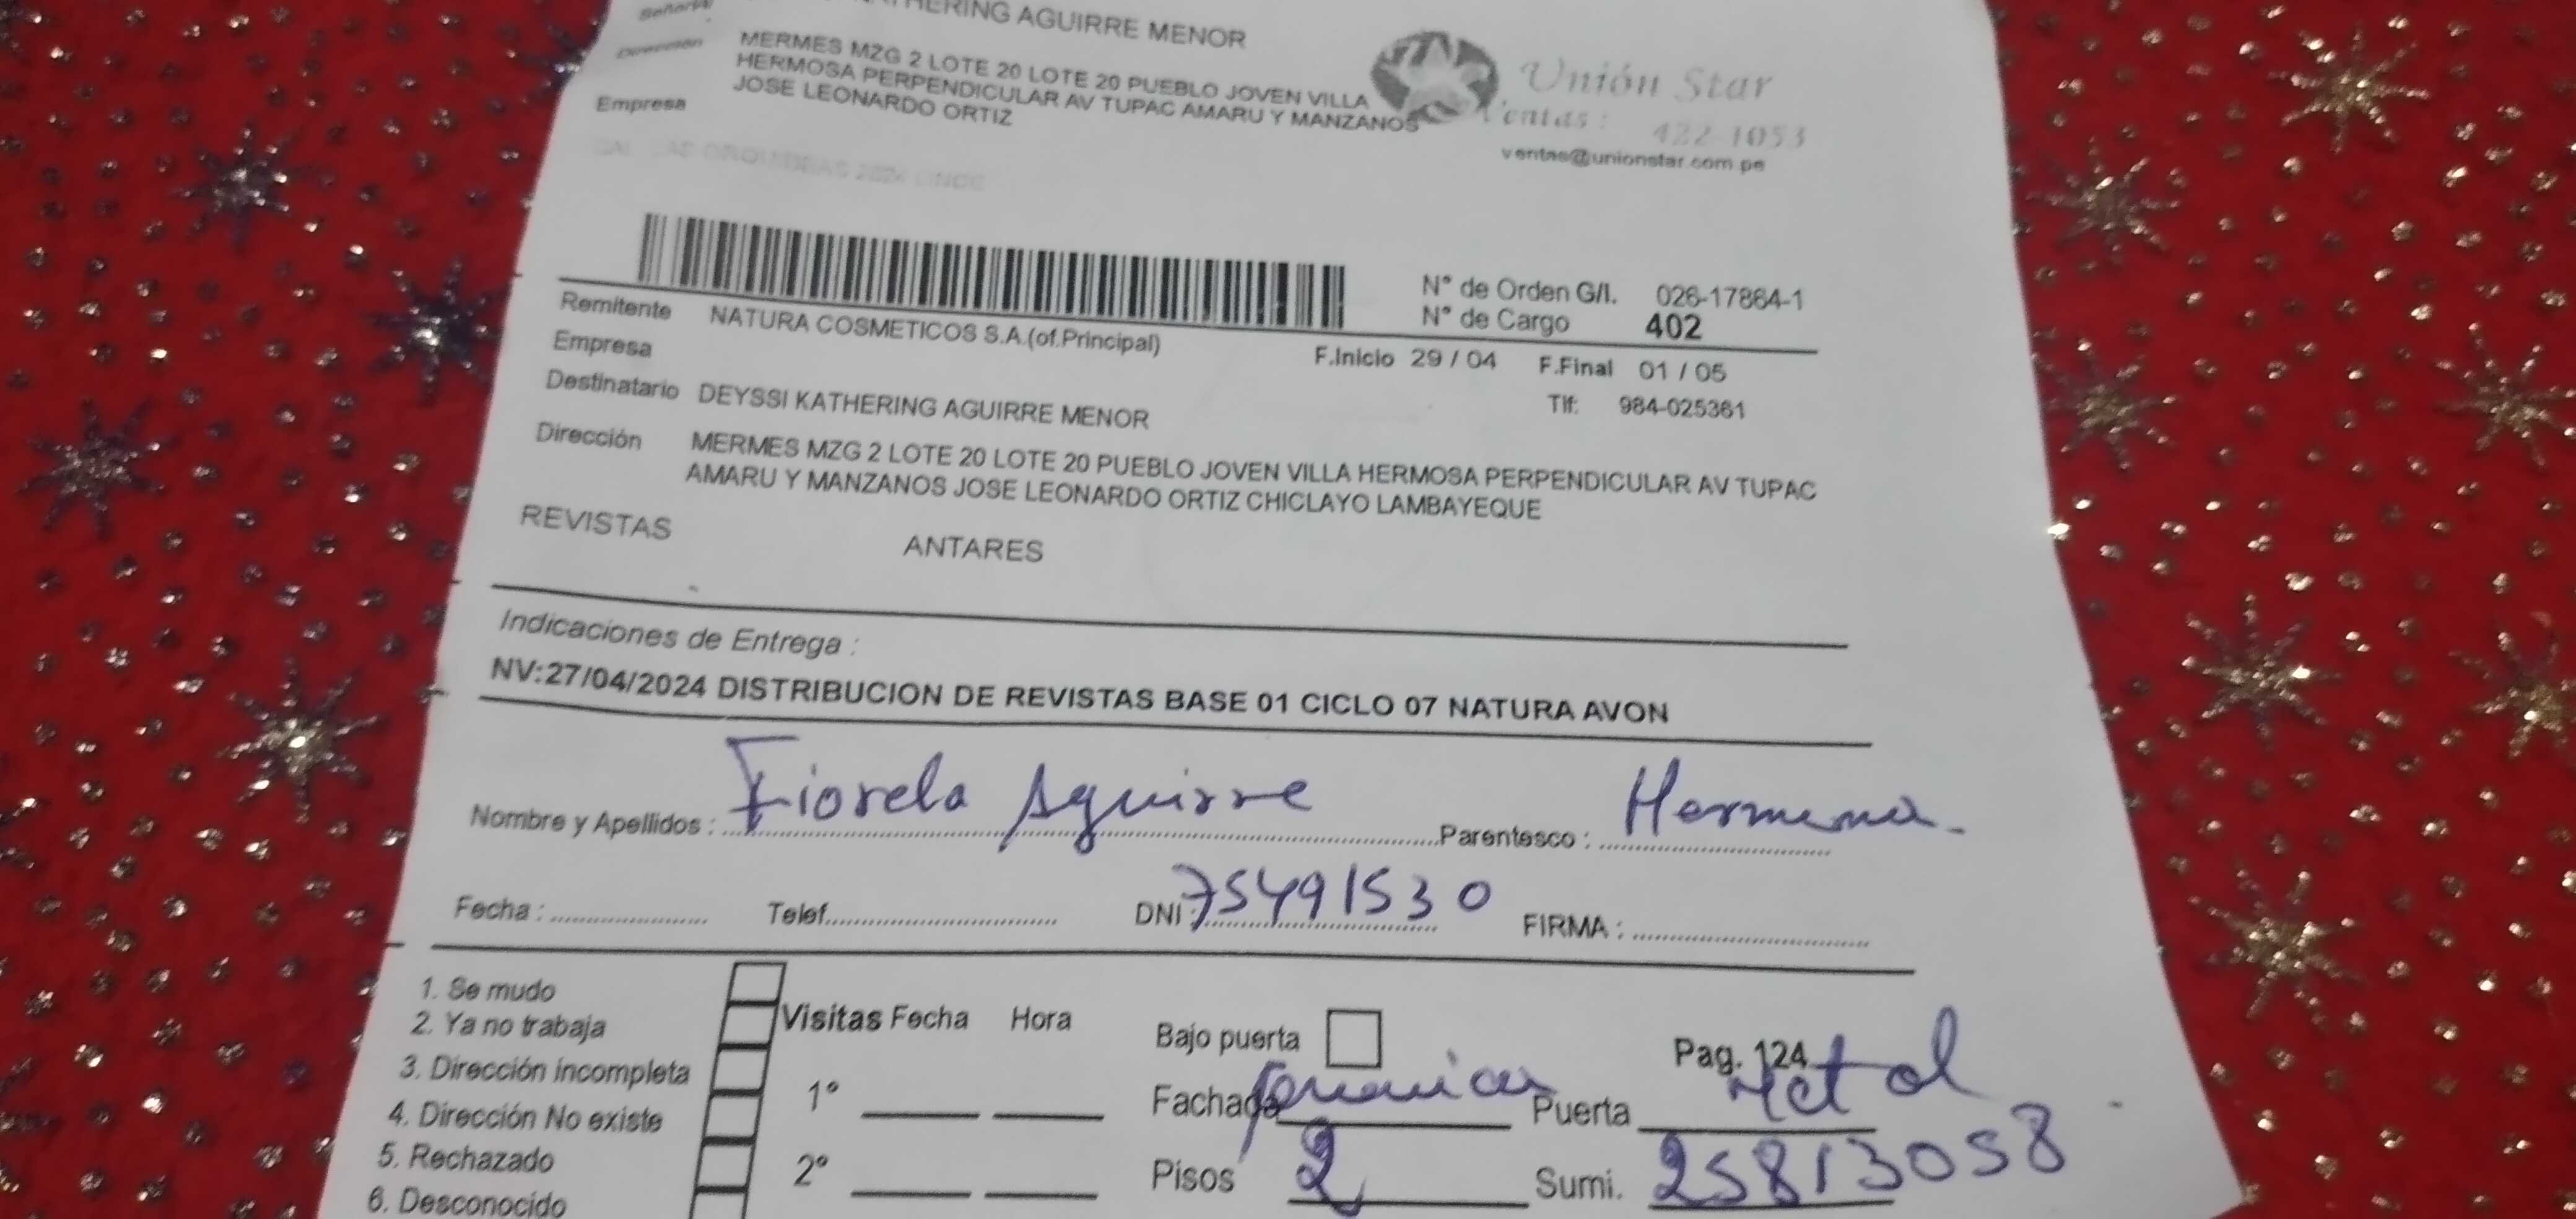 KATHERING AGUIRRE MENOR
Dirección
MERMES MZG 2 LOTE 20 LOTE 20 PUEBLO JOVEN VILLA
HERMOSA PERPENDICULAR AV TUPAC AMARU Y MANZANOS
JOSE LEONARDO ORTIZ
Empresa
Unión Star
Ventas: 422-1053
ventas@unionstar.com.pe
N° de Orden G/I. 026-17864-1
N° de Cargo 402
Remitente NATURA COSMETICOS S.A.(of.Principal)
Empresa
F.Inicio 29 / 04 F.Final 01 / 05
Destinatario DEYSSI KATHERING AGUIRRE MENOR
Tlf: 984-025361
Dirección MERMES MZG 2 LOTE 20 LOTE 20 PUEBLO JOVEN VILLA HERMOSA PERPENDICULAR AV TUPAC
AMARU Y MANZANOS JOSE LEONARDO ORTIZ CHICLAYO LAMBAYEQUE
REVISTAS ANTARES
Indicaciones de Entrega :
NV:27/04/2024 DISTRIBUCION DE REVISTAS BASE 01 CICLO 07 NATURA AVON
Nombre y Apellidos : Fiorela Aguirre Parentesco : Hermana.
Fecha : Telef. DNI : 75491530 FIRMA :
1. Se mudo
2. Ya no trabaja
3. Dirección incompleta
4. Dirección No existe
5. Rechazado
6. Desconocido
Visitas Fecha Hora
1°
2°
Bajo puerta Pag. 124
Fachada Puerta Metal
Pisos 2 Sumi. 25813058